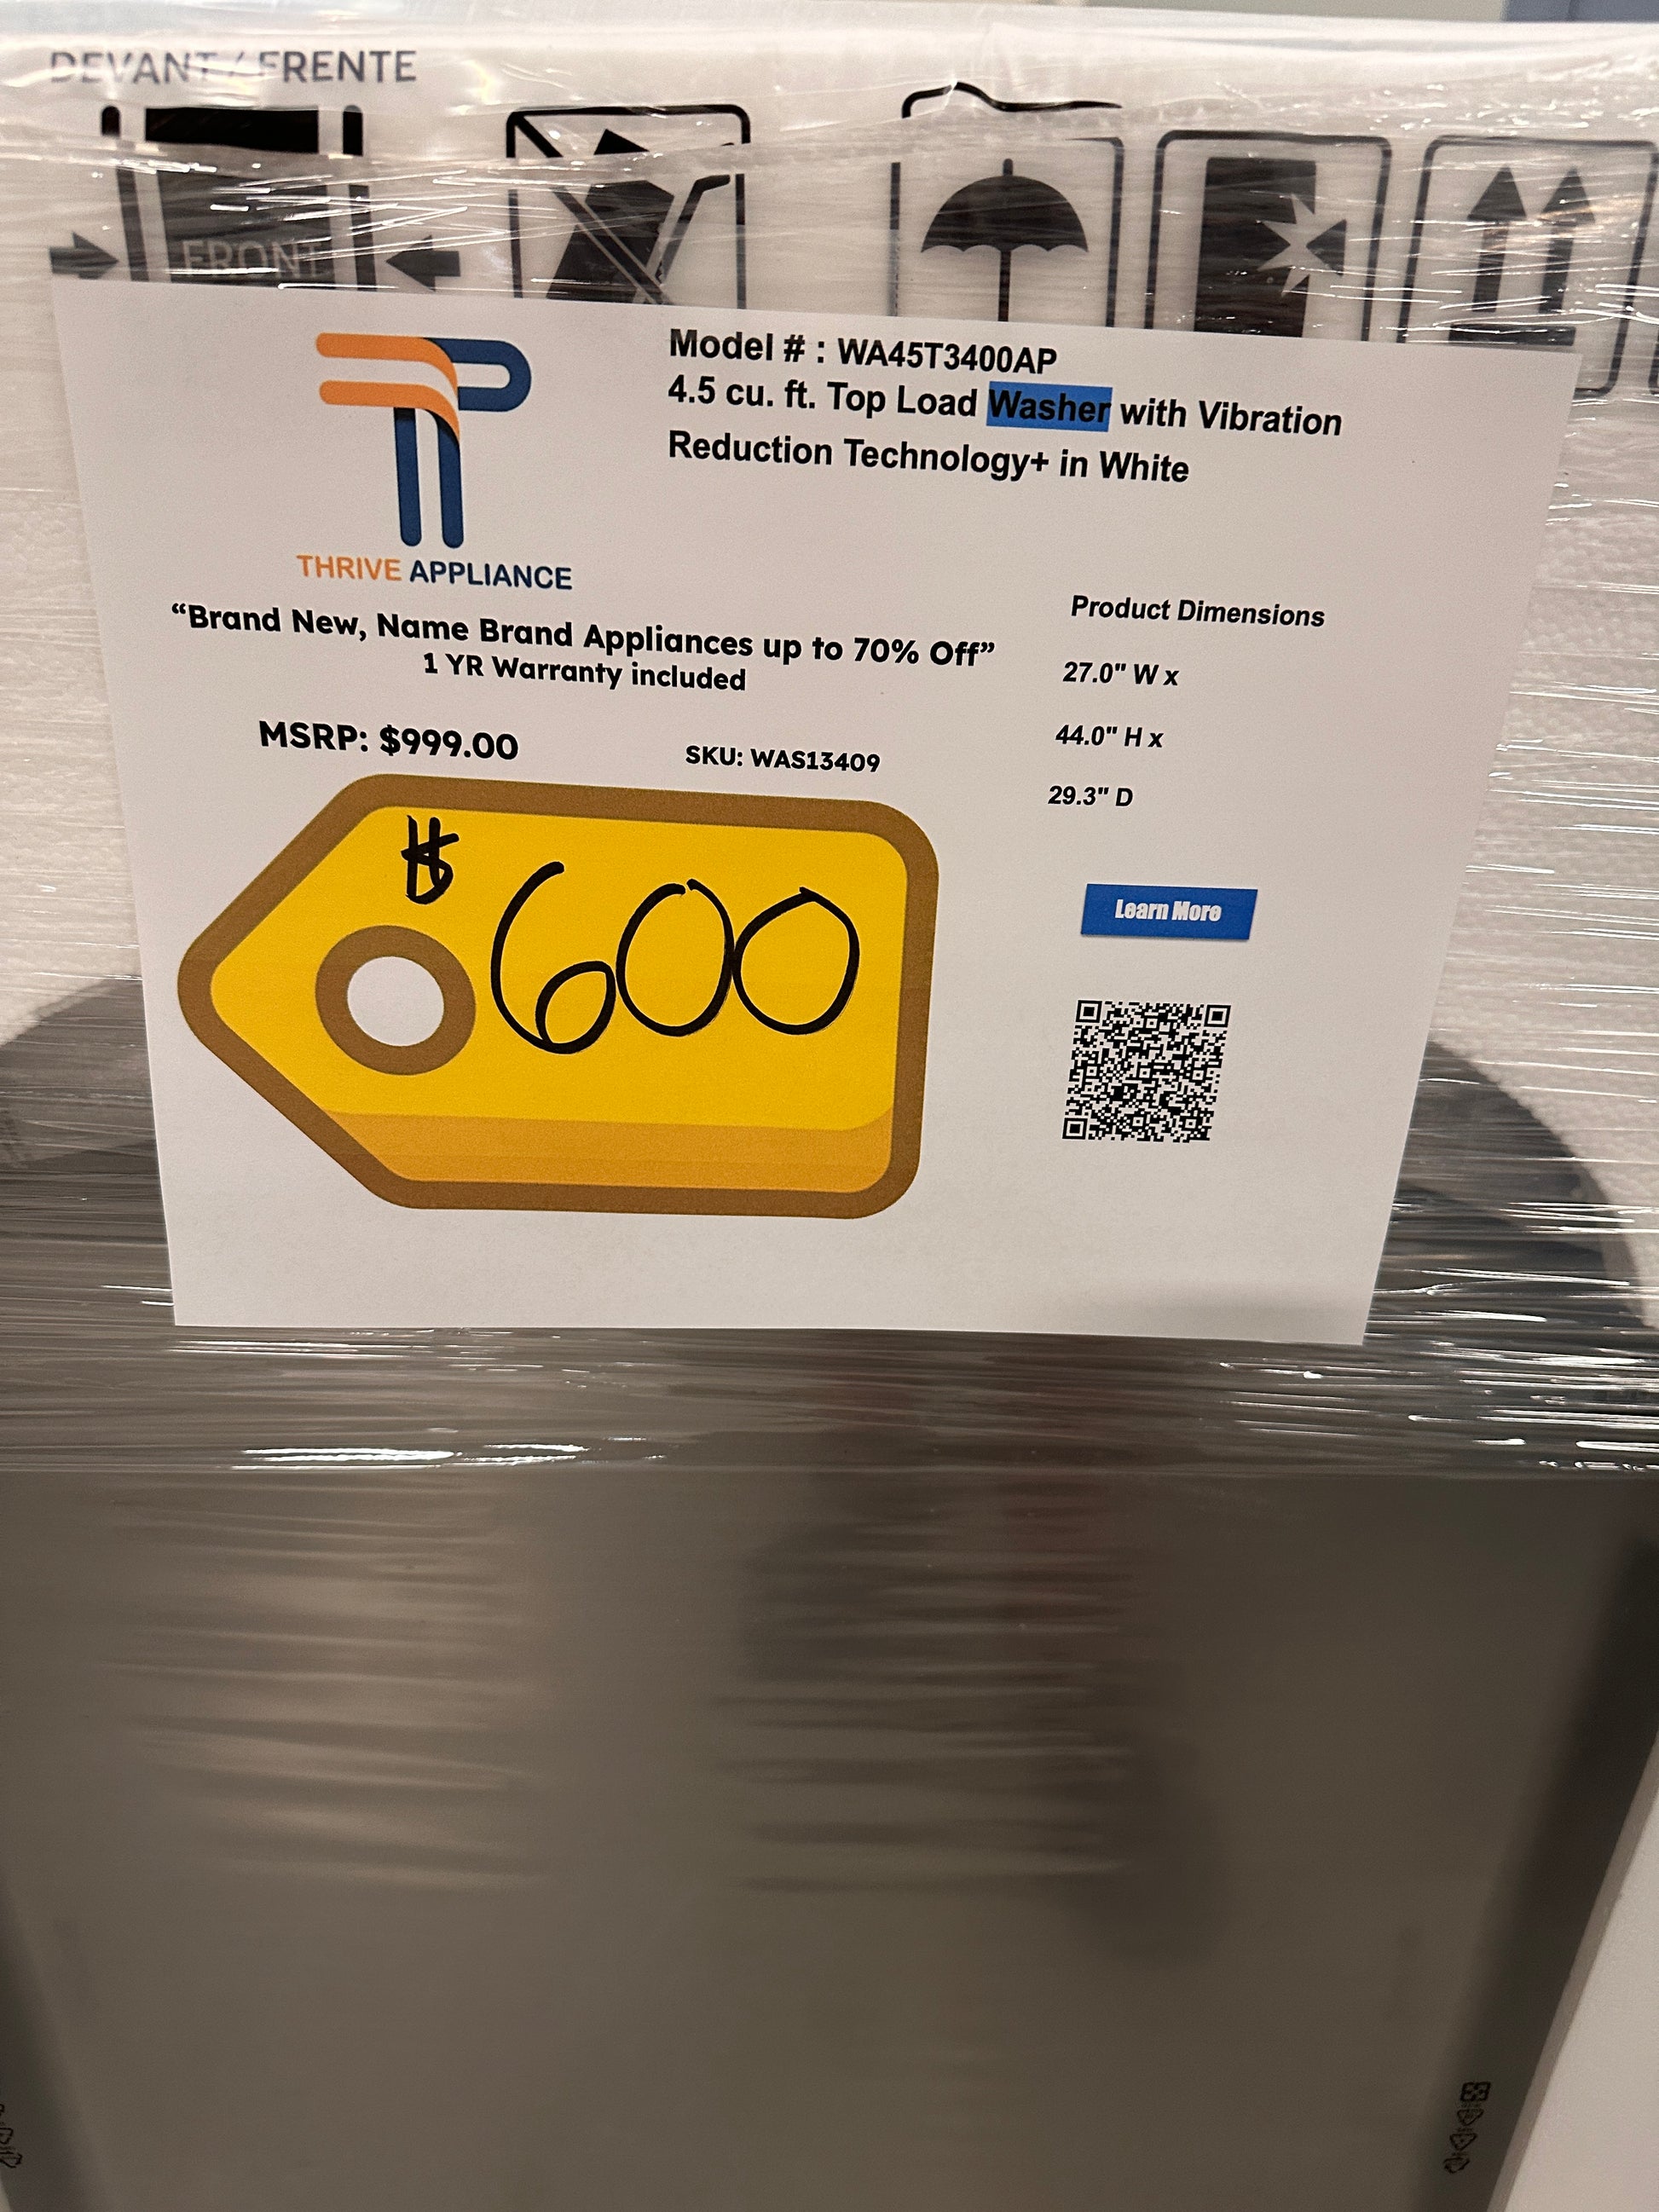 DEVANT / FRENTE
FRONT
Model # : WA45T3400AP
4.5 cu. ft. Top Load Washer with Vibration
Reduction Technology+ in White
THRIVE APPLIANCE
“Brand New, Name Brand Appliances up to 70% Off”
1 YR Warranty included
MSRP: $999.00
SKU: WAS13409
Product Dimensions
27.0" W x
44.0" H x
29.3" D
$600
Learn More